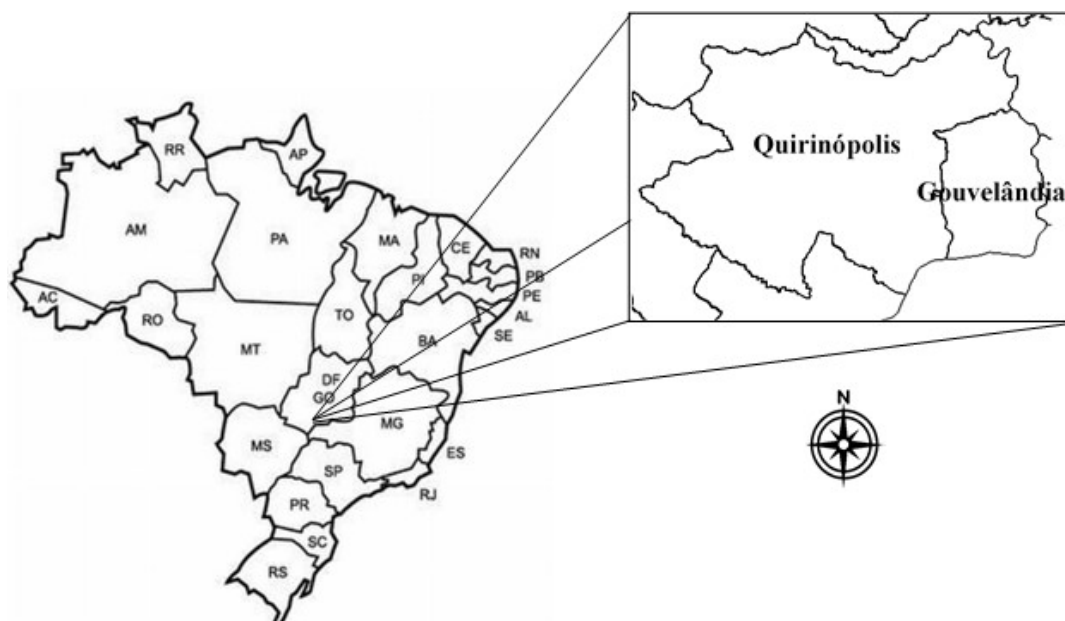 RR
AP
AM
PA
MA
CE
RN
PI
PB
PE
AC
AL
RO
TO
SE
BA
MT
DF
GO
MG
MS
ES
SP
RJ
PR
SC
RS
Quirinópolis
Gouvelândia
N